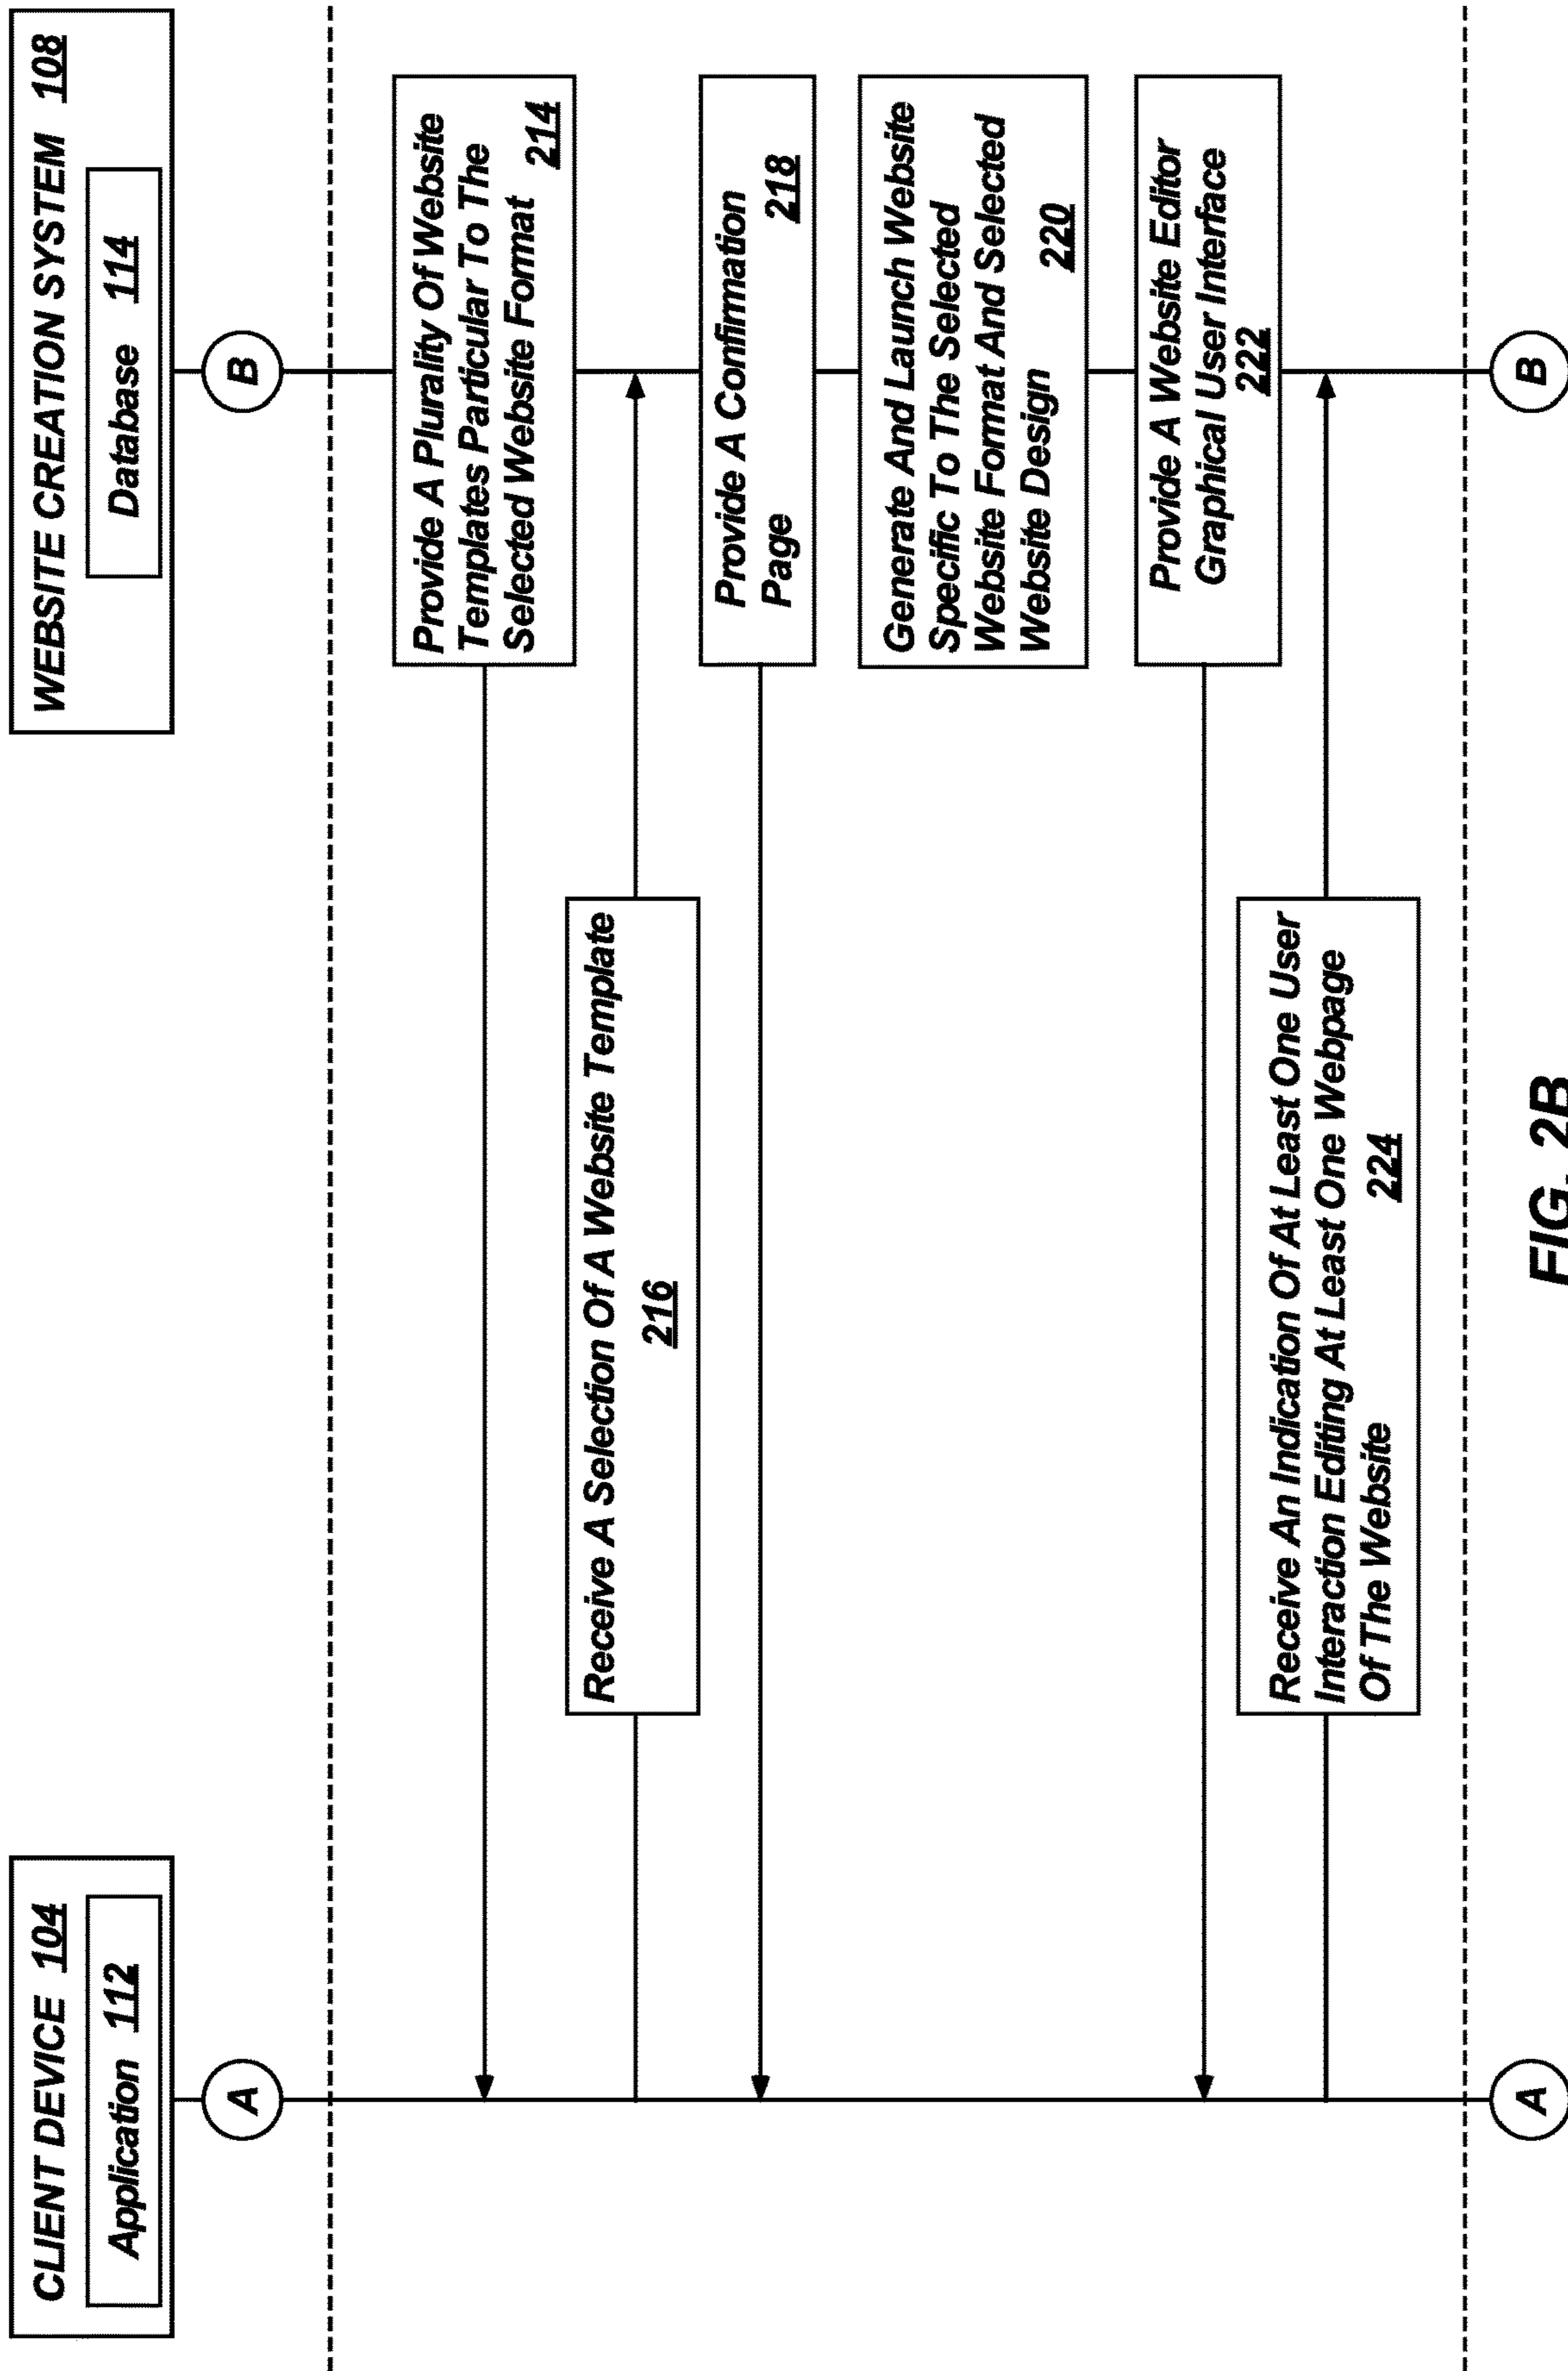 CLIENT DEVICE 104
Application 112
A
WEBSITE CREATION SYSTEM 108
Database 114
B
Provide A Plurality Of Website
Templates Particular To The
Selected Website Format 214
Receive A Selection Of A Website Template
216
Provide A Confirmation
Page 218
Generate And Launch Website
Specific To The Selected
Website Format And Selected
Website Design 220
Provide A Website Editor
Graphical User Interface
222
Receive An Indication Of At Least One User
Interaction Editing At Least One Webpage
Of The Website 224
A
B
FIG. 2B